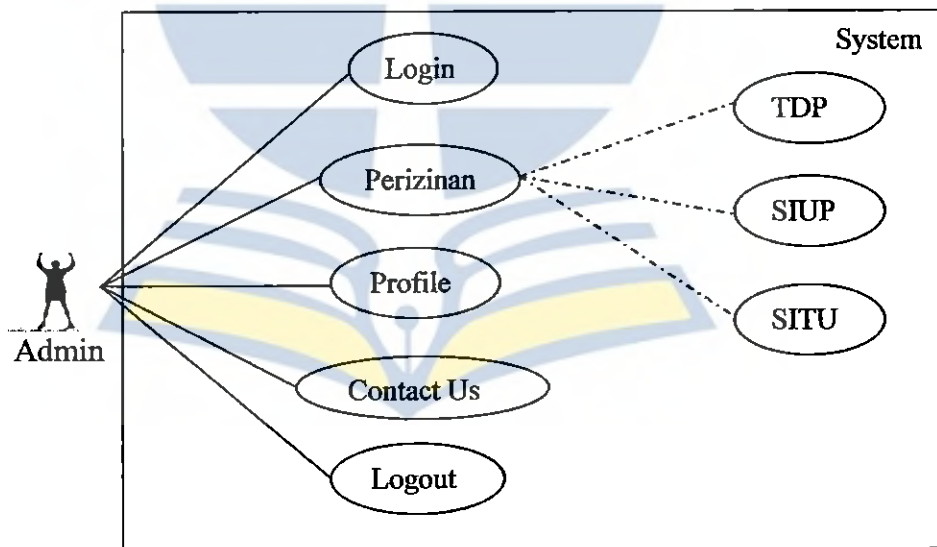 System
Login
TDP
Perizinan
SIUP
Profile
SITU
Admin
Contact Us
Logout